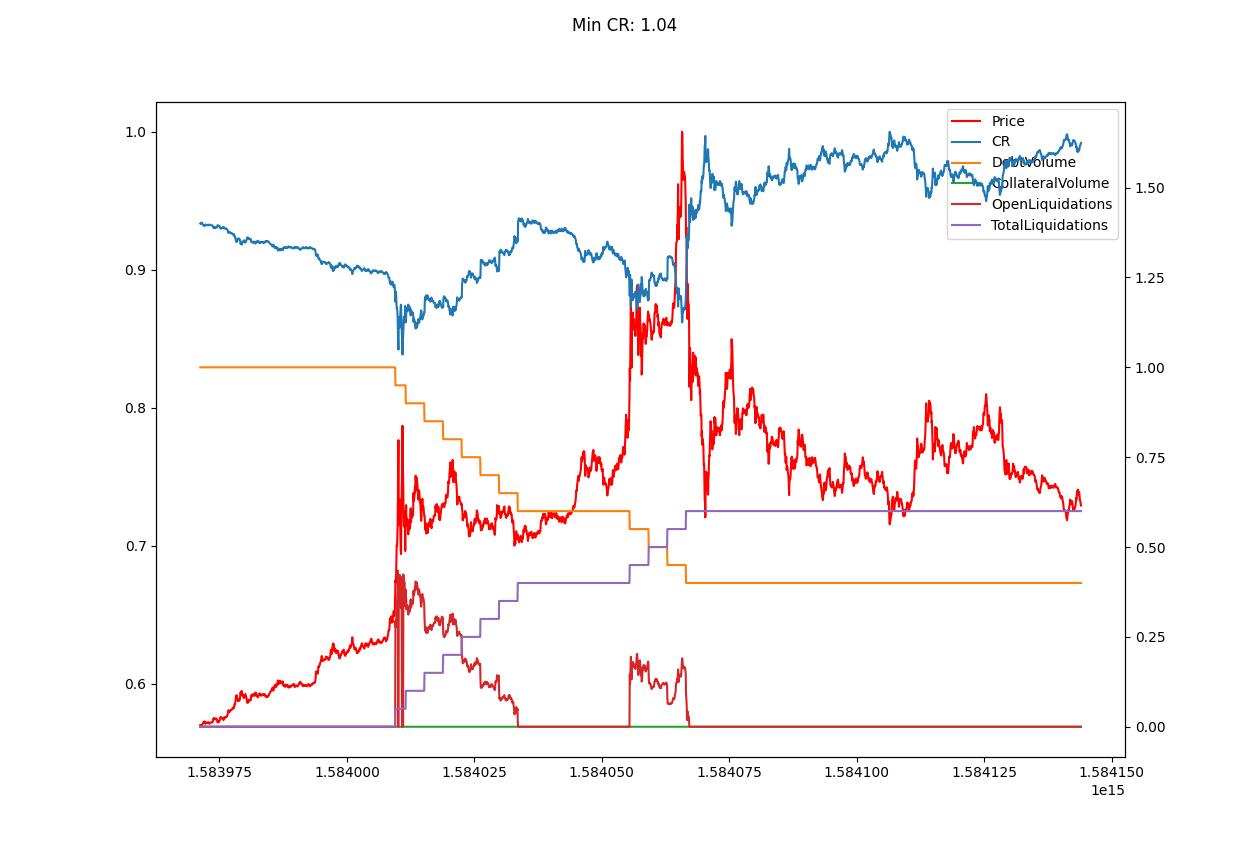 Min CR: 1.04
1.0
0.9
0.8
0.7
0.6
Price
CR
DebtVolume
CollateralVolume
OpenLiquidations
TotalLiquidations
1.50
1.25
1.00
0.75
0.50
0.25
0.00
1.583975 1.584000 1.584025 1.584050 1.584075 1.584100 1.584125 1.584150
1e15